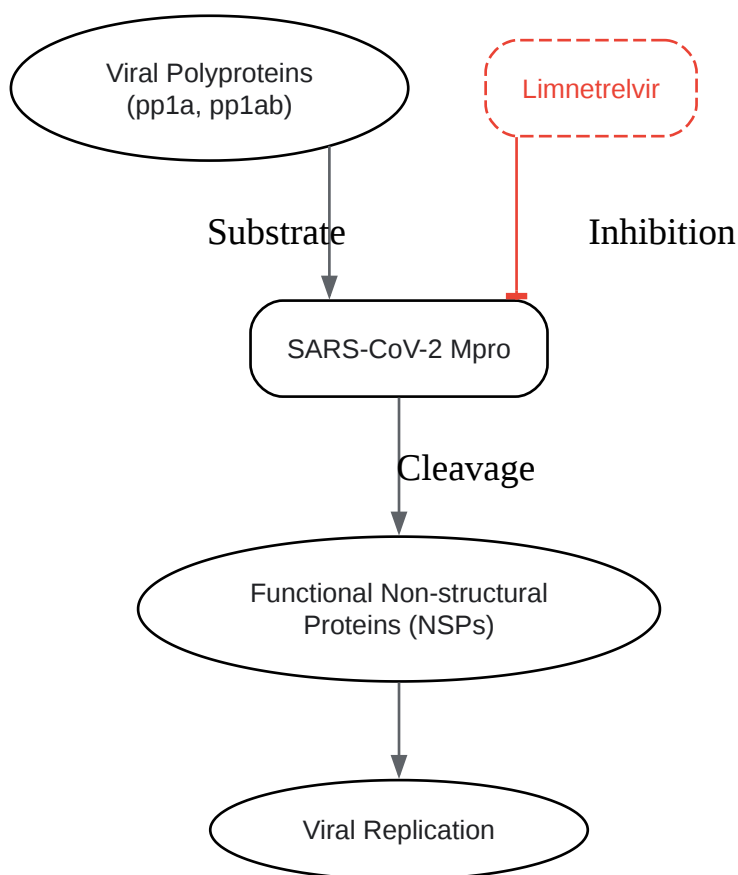 Viral Polyproteins
(pp1a, pp1ab)
Limnetrelvir
Substrate
Inhibition
SARS-CoV-2 Mpro
Cleavage
Functional Non-structural
Proteins (NSPs)
Viral Replication